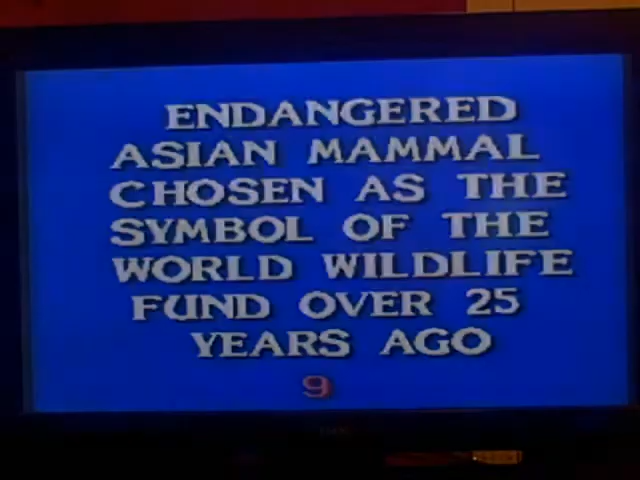 ENDANGERED
ASIAN MAMMAL
CHOSEN AS THE
SYMBOL OF THE
WORLD WILDLIFE
FUND OVER 25
YEARS AGO
9